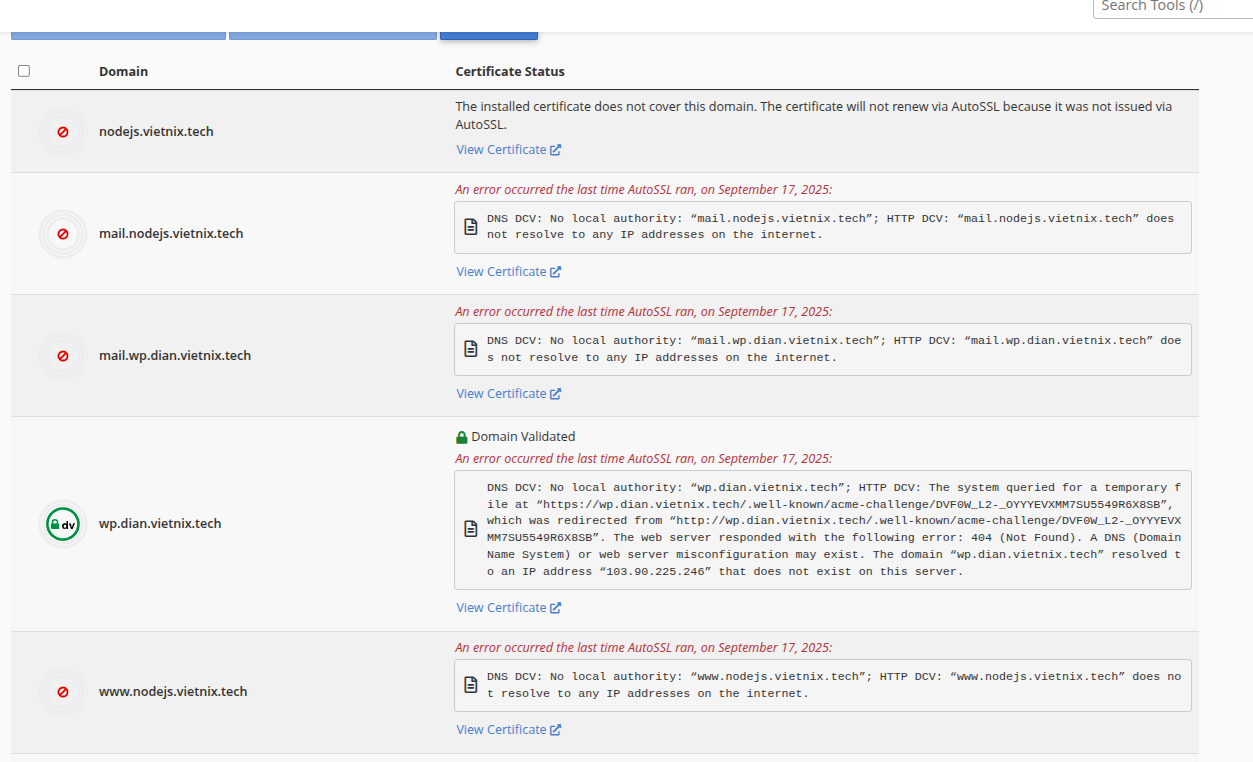 Search Tools (/)
Domain
Certificate Status
The installed certificate does not cover this domain. The certificate will not renew via AutoSSL because it was not issued via
AutoSSL.
nodejs.vietnix.tech
View Certificate
An error occurred the last time AutoSSL ran, on September 17, 2025:
DNS DCV: No local authority: “mail.nodejs.vietnix.tech”; HTTP DCV: “mail.nodejs.vietnix.tech” does
not resolve to any IP addresses on the internet.
mail.nodejs.vietnix.tech
View Certificate
An error occurred the last time AutoSSL ran, on September 17, 2025:
DNS DCV: No local authority: “mail.wp.dian.vietnix.tech”; HTTP DCV: “mail.wp.dian.vietnix.tech” doe
s not resolve to any IP addresses on the internet.
mail.wp.dian.vietnix.tech
View Certificate
Domain Validated
An error occurred the last time AutoSSL ran, on September 17, 2025:
DNS DCV: No local authority: “wp.dian.vietnix.tech”; HTTP DCV: The system queried for a temporary f
ile at “https://wp.dian.vietnix.tech/.well-known/acme-challenge/DVF0W_L2-_OYYYEVXMM7SU5549R6X8SB”,
which was redirected from “http://wp.dian.vietnix.tech/.well-known/acme-challenge/DVF0W_L2-_OYYYEVX
MM7SU5549R6X8SB”. The web server responded with the following error: 404 (Not Found). A DNS (Domain
Name System) or web server misconfiguration may exist. The domain “wp.dian.vietnix.tech” resolved t
o an IP address “103.90.225.246” that does not exist on this server.
dv
wp.dian.vietnix.tech
View Certificate
An error occurred the last time AutoSSL ran, on September 17, 2025:
DNS DCV: No local authority: “www.nodejs.vietnix.tech”; HTTP DCV: “www.nodejs.vietnix.tech” does no
t resolve to any IP addresses on the internet.
www.nodejs.vietnix.tech
View Certificate